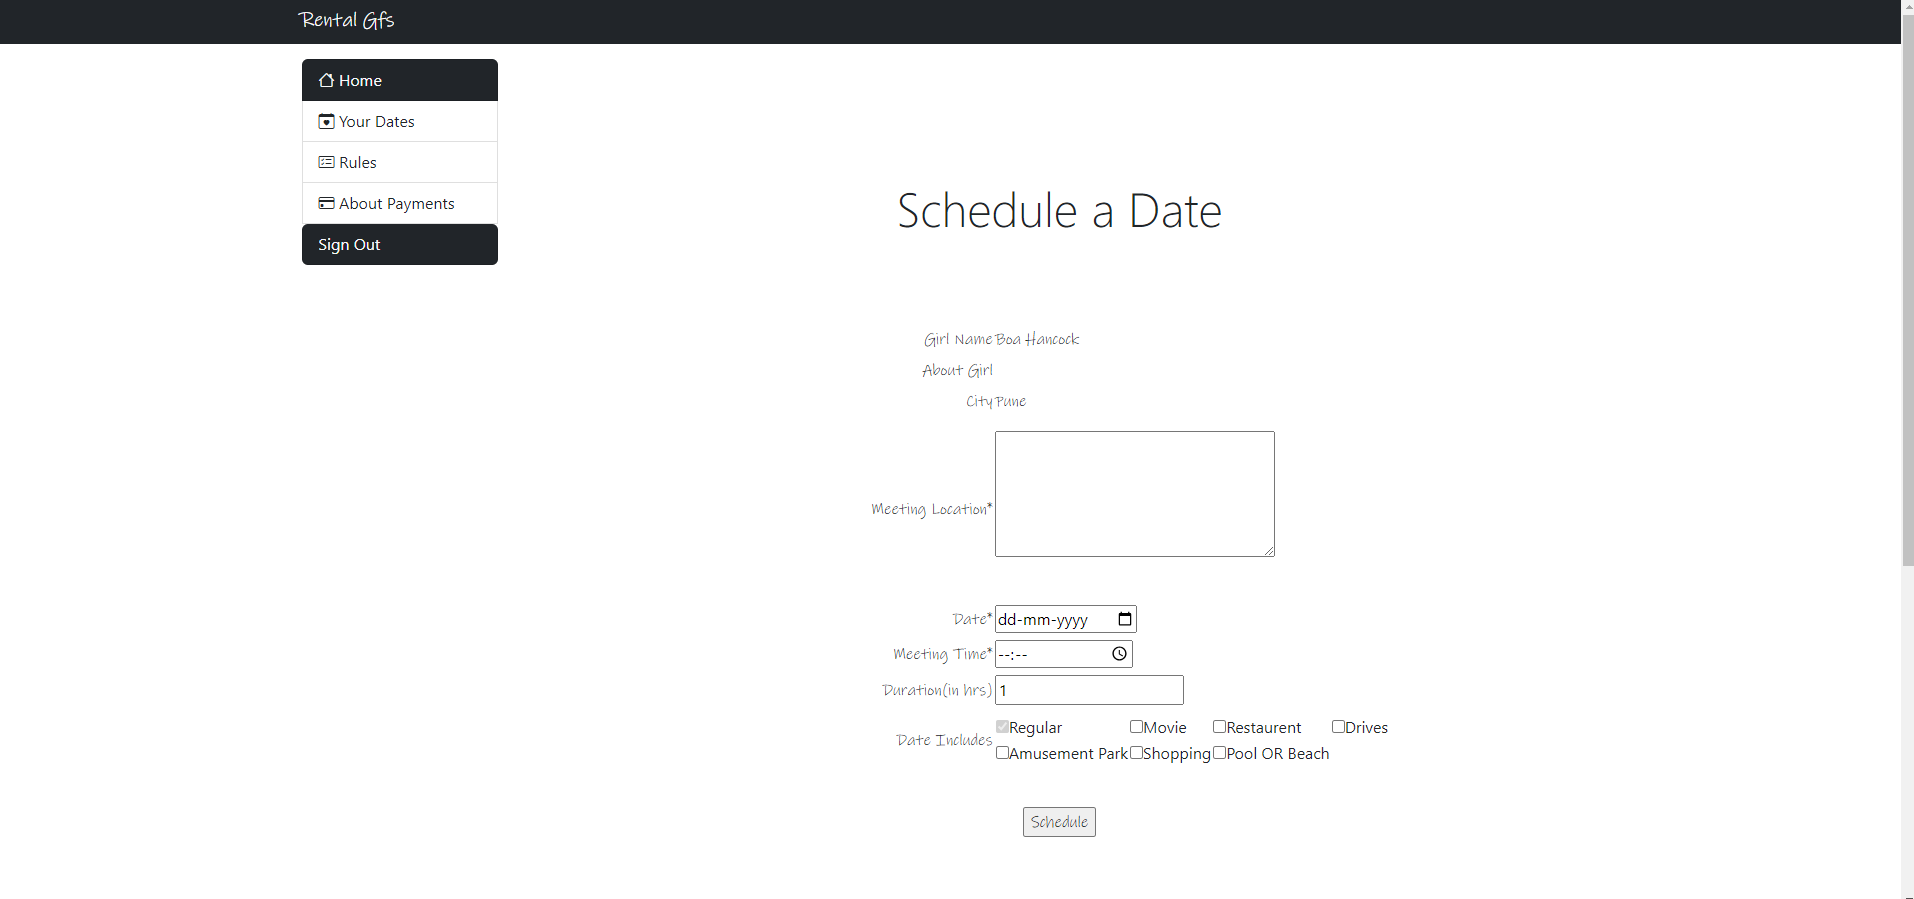 Rental Gfs
Home
Your Dates
Rules
About Payments
Sign Out
Schedule a Date
Girl Name Boa Hancock
About Girl
City Pune
Meeting Location*
Date* dd-mm-yyyy
Meeting Time* --:--
Duration(in hrs) 1
Date Includes
Regular Movie Restaurent Drives
Amusement Park Shopping Pool OR Beach
Schedule